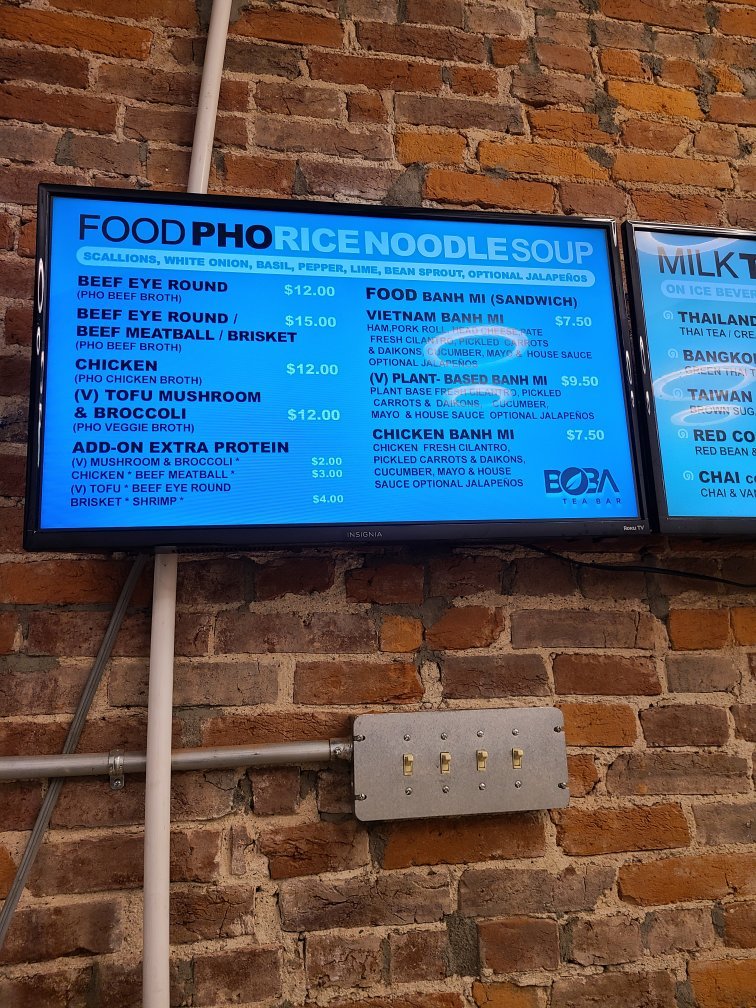 FOOD PHO RICE NOODLE SOUP
SCALLIONS, WHITE ONION, BASIL, PEPPER, LIME, BEAN SPROUT, OPTIONAL JALAPEÑOS
BEEF EYE ROUND $12.00
(PHO BEEF BROTH)
BEEF EYE ROUND / $15.00
BEEF MEATBALL / BRISKET
(PHO BEEF BROTH)
CHICKEN $12.00
(PHO CHICKEN BROTH)
(V) TOFU MUSHROOM
& BROCCOLI $12.00
(PHO VEGGIE BROTH)
ADD-ON EXTRA PROTEIN
(V) MUSHROOM & BROCCOLI * $2.00
CHICKEN * BEEF MEATBALL * $3.00
(V) TOFU * BEEF EYE ROUND
BRISKET * SHRIMP * $4.00
FOOD BANH MI (SANDWICH)
VIETNAM BANH MI $7.50
HAM,PORK ROLL, HEAD CHEESE,PATE
FRESH CILANTRO, PICKLED CARROTS
& DAIKONS, CUCUMBER, MAYO & HOUSE SAUCE
OPTIONAL JALAPEÑOS
(V) PLANT- BASED BANH MI $9.50
PLANT BASE FRESH CILANTRO, PICKLED
CARROTS & DAIKONS, CUCUMBER,
MAYO & HOUSE SAUCE OPTIONAL JALAPEÑOS
CHICKEN BANH MI $7.50
CHICKEN FRESH CILANTRO,
PICKLED CARROTS & DAIKONS,
CUCUMBER, MAYO & HOUSE
SAUCE OPTIONAL JALAPEÑOS
BOBA
TEA BAR
INSIGNIA
Roku TV
MILK
ON ICE
THAILAND
THAI TEA /
BANGKO
GREEN THAI
TAIWAN
BROWN
RED
RED BEAN &
CHAI
CHAI &